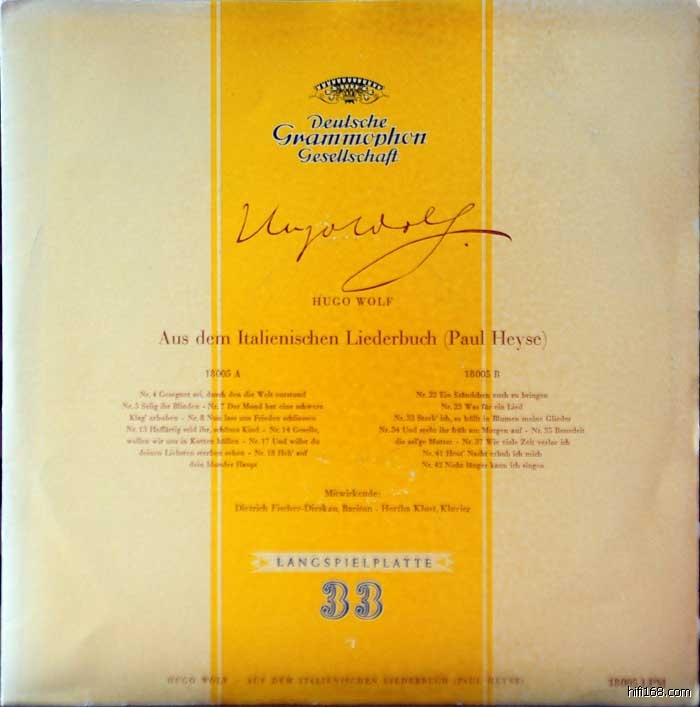 Deutsche
Grammophon
Gesellschaft
Hugo Wolf
HUGO WOLF
Aus dem Italienischen Liederbuch (Paul Heyse)
18005 A
Nr. 4 Gesegnet sei, durch den die Welt entstund
Nr. 5 Selig ihr Blinden - Nr. 7 Der Mond hat eine schwere
Klag' erhoben - Nr. 8 Nun lass uns Frieden schliessen
Nr. 13 Hoffärtig seid ihr, schönes Kind - Nr. 14 Geselle,
wollen wir uns in Kutten hüllen - Nr. 17 Und willst du
deinen Liebsten sterben sehen - Nr. 18 Heb' auf
dein blondes Haupt
18005 B
Nr. 22 Ein Ständchen euch zu bringen
Nr. 23 Was für ein Lied
Nr. 33 Sterb' ich, so hüllt in Blumen meine Glieder
Nr. 34 Und steht ihr früh am Morgen auf - Nr. 35 Benedeit
die sel'ge Mutter - Nr. 37 Wie viele Zeit verlor ich
Nr. 41 Heut' Nacht erhob ich mich
Nr. 42 Nicht länger kann ich singen
Mitwirkende:
Dietrich Fischer-Dieskau, Bariton - Hertha Klust, Klavier
LANGSPIELPLATTE
33
HUGO WOLF - AUS DEM ITALIENISCHEN LIEDERBUCH (PAUL HEYSE)
18005 LPM
hifi168.com